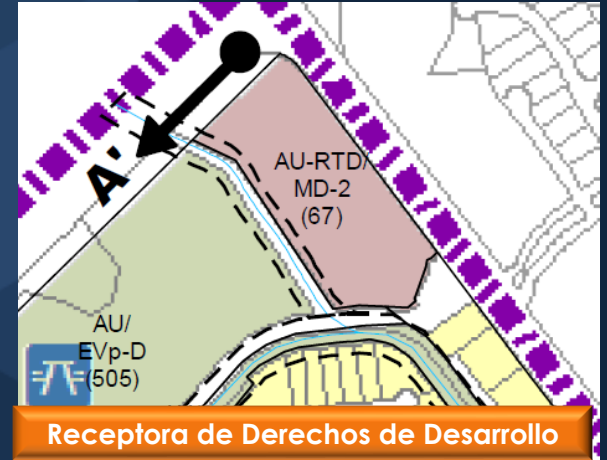 A'
AU-RTD/
MD-2
(67)
AU/
EVp-D
(505)
Receptora de Derechos de Desarrollo